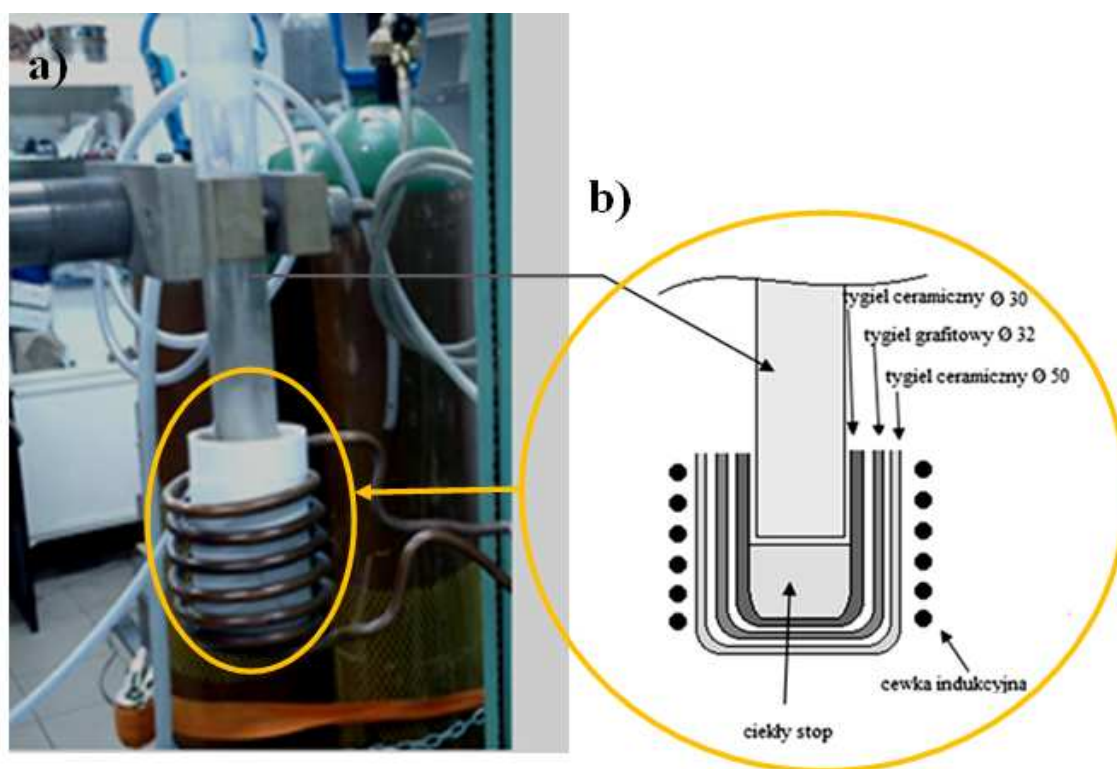 a)
b)
tygiel ceramiczny Ø 30
tygiel grafitowy Ø 32
tygiel ceramiczny Ø 50
cewka indukcyjna
ciekły stop